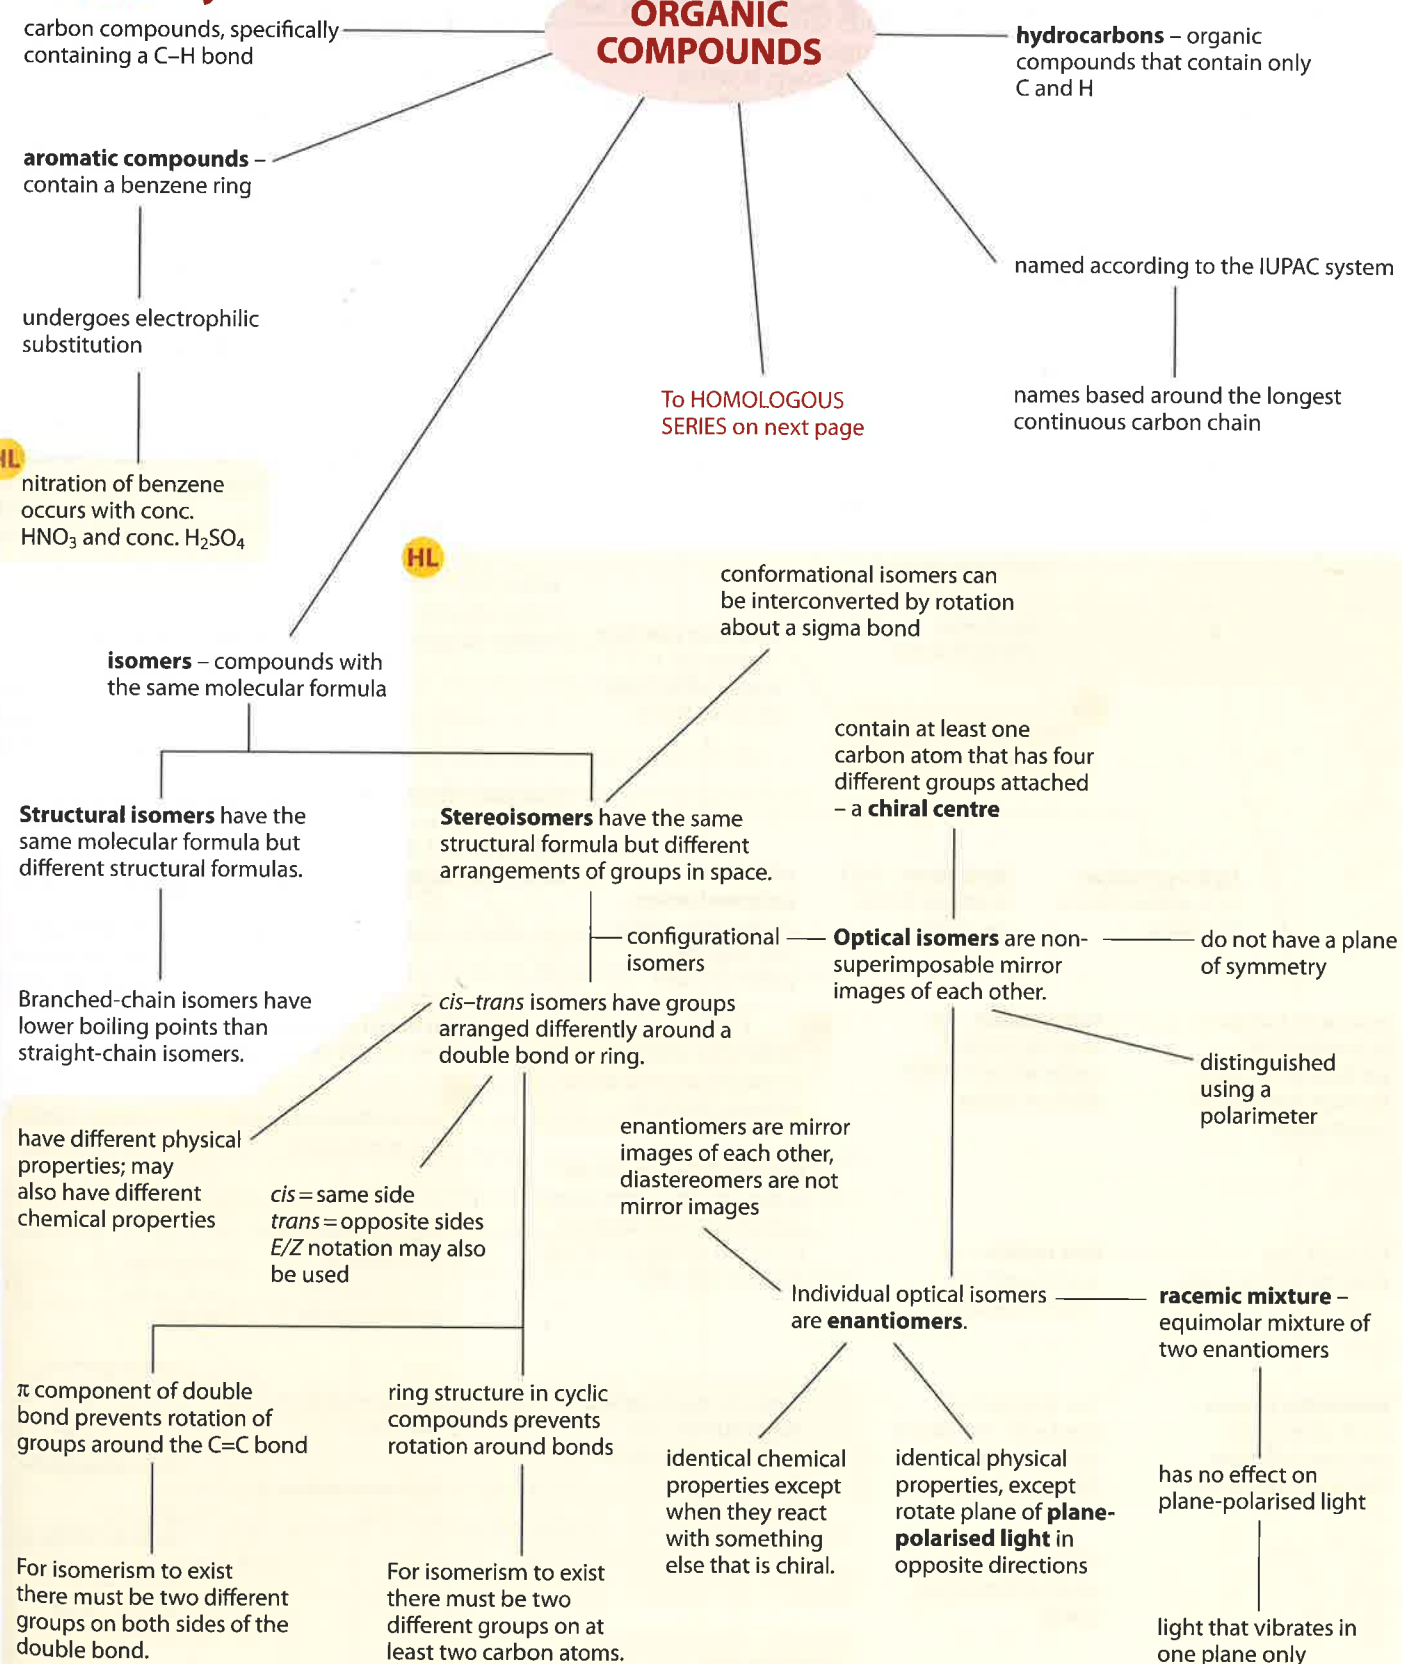 ORGANIC
COMPOUNDS
carbon compounds, specifically
containing a C–H bond
hydrocarbons – organic
compounds that contain only
C and H
aromatic compounds –
contain a benzene ring
undergoes electrophilic
substitution
HL
nitration of benzene
occurs with conc.
HNO₃ and conc. H₂SO₄
named according to the IUPAC system
names based around the longest
continuous carbon chain
To HOMOLOGOUS
SERIES on next page
HL
isomers – compounds with
the same molecular formula
conformational isomers can
be interconverted by rotation
about a sigma bond
Structural isomers have the
same molecular formula but
different structural formulas.
Branched-chain isomers have
lower boiling points than
straight-chain isomers.
Stereoisomers have the same
structural formula but different
arrangements of groups in space.
configurational
isomers
contain at least one
carbon atom that has four
different groups attached
– a chiral centre
Optical isomers are non-
superimposable mirror
images of each other.
do not have a plane
of symmetry
distinguished
using a
polarimeter
cis–trans isomers have groups
arranged differently around a
double bond or ring.
have different physical
properties; may
also have different
chemical properties
cis = same side
trans = opposite sides
E/Z notation may also
be used
enantiomers are mirror
images of each other,
diastereomers are not
mirror images
Individual optical isomers
are enantiomers.
racemic mixture –
equimolar mixture of
two enantiomers
π component of double
bond prevents rotation of
groups around the C=C bond
ring structure in cyclic
compounds prevents
rotation around bonds
identical chemical
properties except
when they react
with something
else that is chiral.
identical physical
properties, except
rotate plane of plane-
polarised light in
opposite directions
has no effect on
plane-polarised light
For isomerism to exist
there must be two different
groups on both sides of the
double bond.
For isomerism to exist
there must be two
different groups on at
least two carbon atoms.
light that vibrates in
one plane only